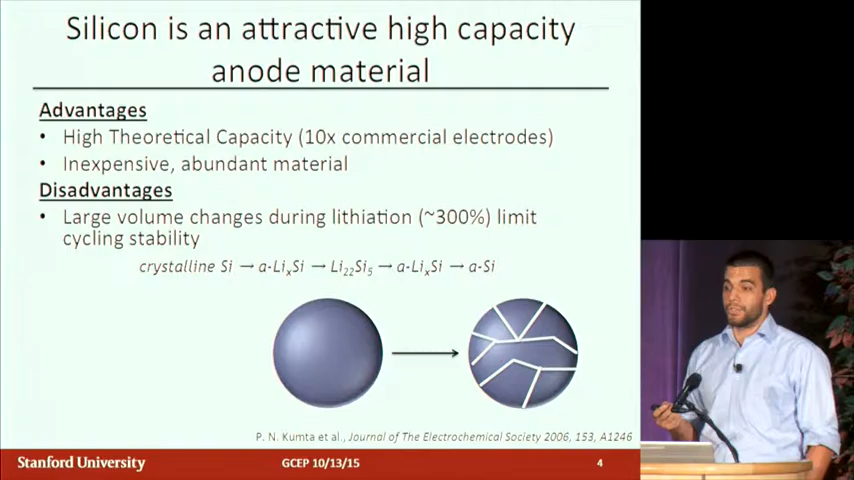 Silicon is an attractive high capacity
anode material
Advantages
• High Theoretical Capacity (10x commercial electrodes)
• Inexpensive, abundant material
Disadvantages
• Large volume changes during lithiation (~300%) limit
cycling stability
crystalline Si → a-LiₓSi → Li₂₂Si₅ → a-LiₓSi → a-Si
P. N. Kumta et al., Journal of The Electrochemical Society 2006, 153, A1246
Stanford University GCEP 10/13/15 4